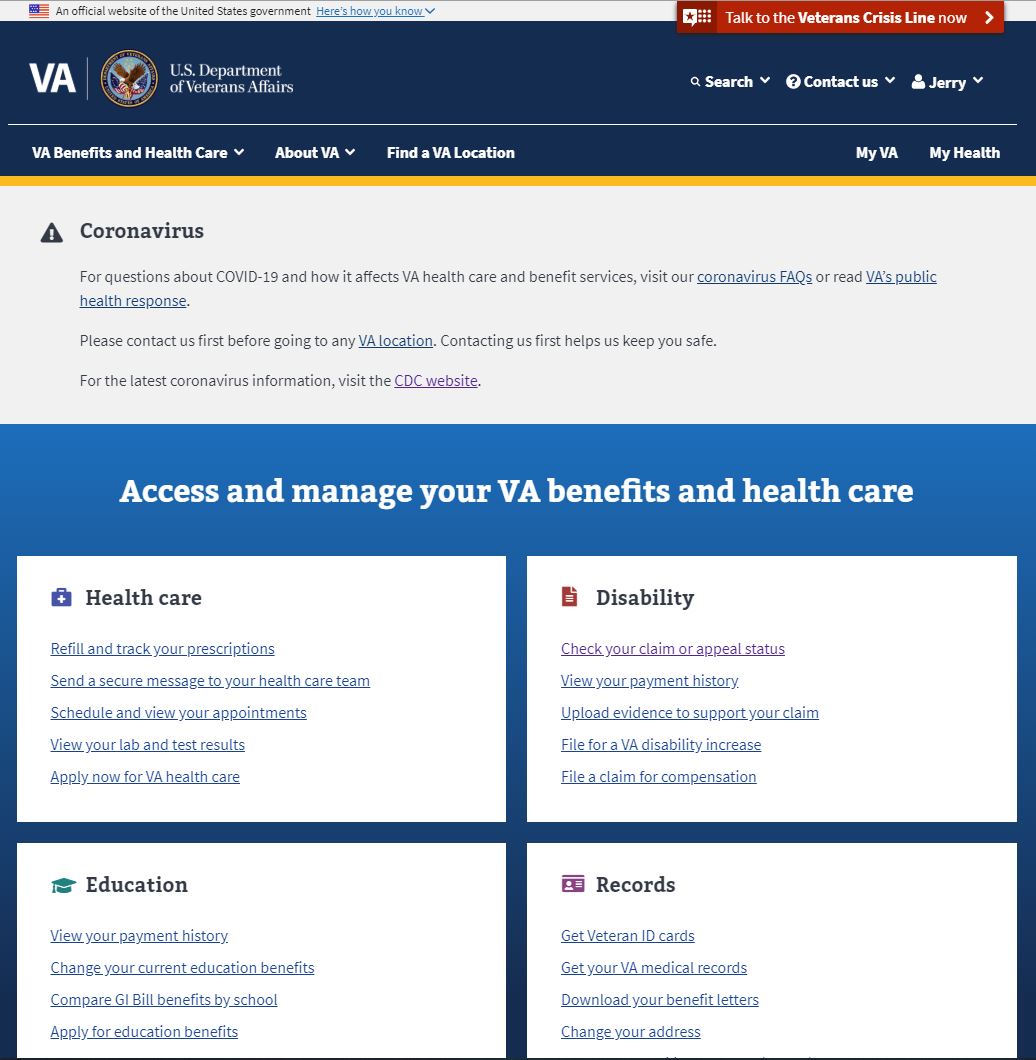 An official website of the United States government Here's how you know
Talk to the Veterans Crisis Line now
VA
U.S. Department
of Veterans Affairs
Search
Contact us
Jerry
VA Benefits and Health Care
About VA
Find a VA Location
My VA
My Health
Coronavirus
For questions about COVID-19 and how it affects VA health care and benefit services, visit our coronavirus FAQs or read VA's public
health response.
Please contact us first before going to any VA location. Contacting us first helps us keep you safe.
For the latest coronavirus information, visit the CDC website.
Access and manage your VA benefits and health care
Health care
Refill and track your prescriptions
Send a secure message to your health care team
Schedule and view your appointments
View your lab and test results
Apply now for VA health care
Disability
Check your claim or appeal status
View your payment history
Upload evidence to support your claim
File for a VA disability increase
File a claim for compensation
Education
View your payment history
Change your current education benefits
Compare GI Bill benefits by school
Apply for education benefits
Records
Get Veteran ID cards
Get your VA medical records
Download your benefit letters
Change your address